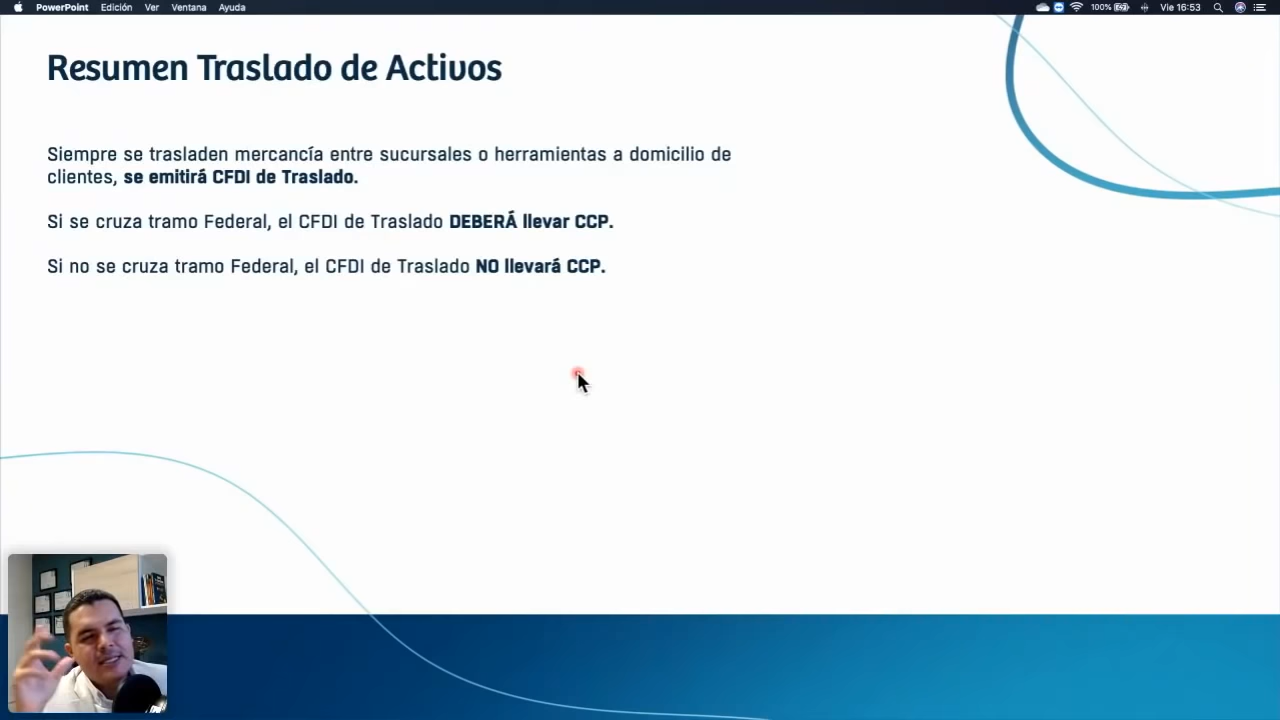 PowerPoint Edición Ver Ventana Ayuda 100% Vie 16:53
Resumen Traslado de Activos
Siempre se trasladen mercancía entre sucursales o herramientas a domicilio de
clientes, se emitirá CFDI de Traslado.
Si se cruza tramo Federal, el CFDI de Traslado DEBERÁ llevar CCP.
Si no se cruza tramo Federal, el CFDI de Traslado NO llevará CCP.